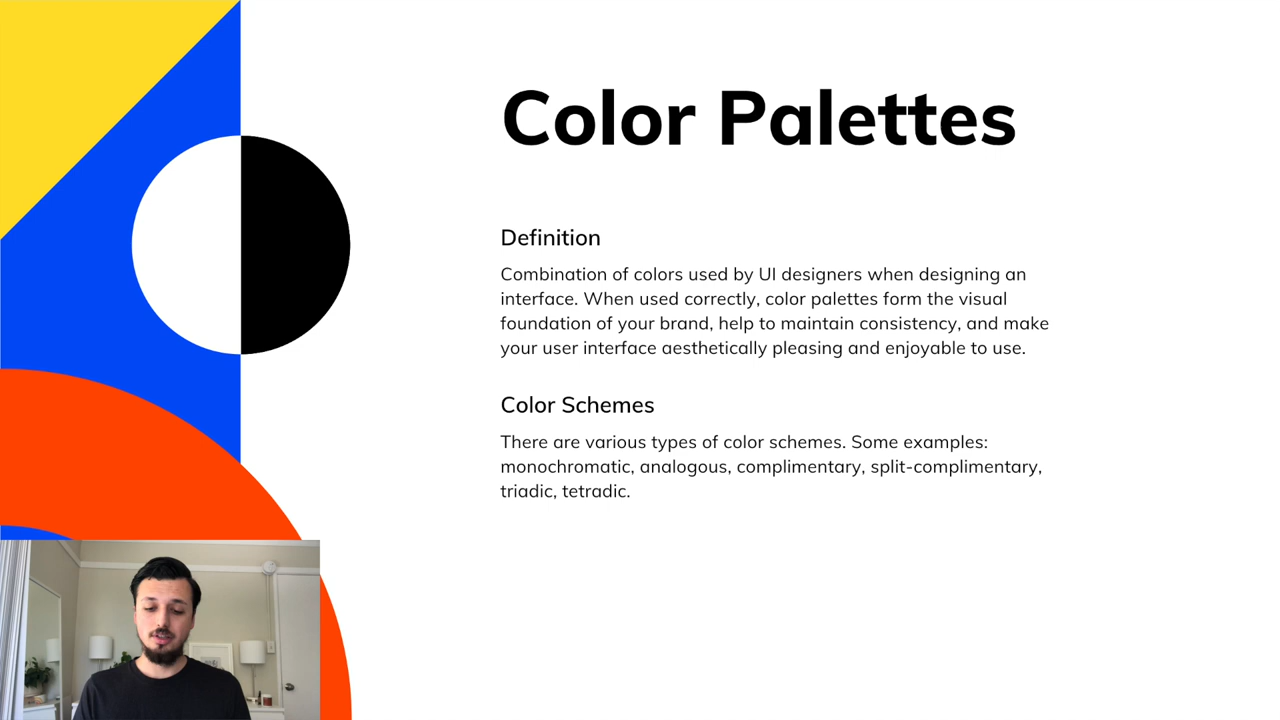 Color Palettes
Definition
Combination of colors used by UI designers when designing an
interface. When used correctly, color palettes form the visual
foundation of your brand, help to maintain consistency, and make
your user interface aesthetically pleasing and enjoyable to use.
Color Schemes
There are various types of color schemes. Some examples:
monochromatic, analogous, complimentary, split-complimentary,
triadic, tetradic.